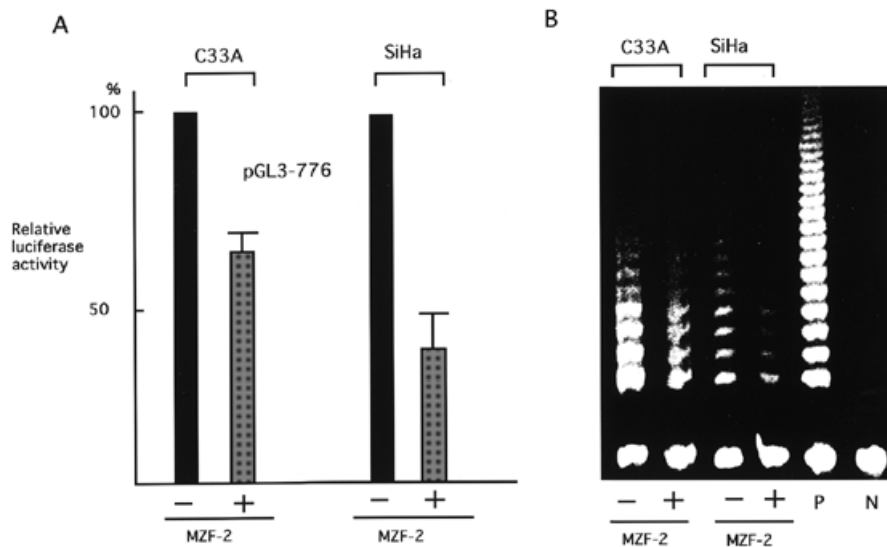 A
C33A
SiHa
%
100
pGL3-776
Relative
luciferase
activity
50
− + − +
MZF-2 MZF-2
B
C33A SiHa
− + − + P N
MZF-2 MZF-2